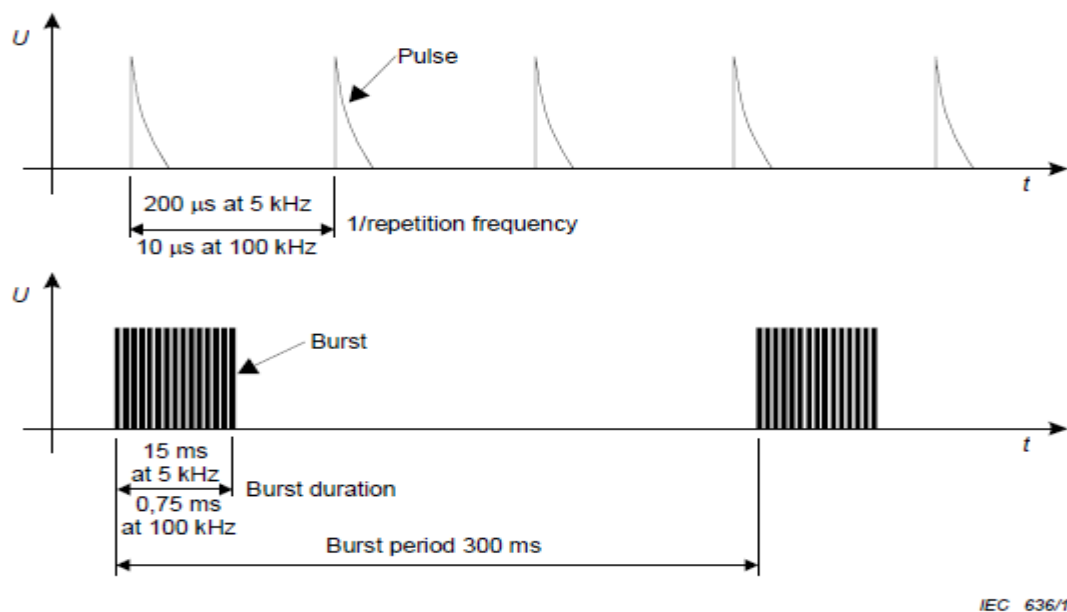 U
Pulse
t
200 μs at 5 kHz
1/repetition frequency
10 μs at 100 kHz
U
Burst
t
15 ms
at 5 kHz
Burst duration
0,75 ms
at 100 kHz
Burst period 300 ms
IEC 636/1